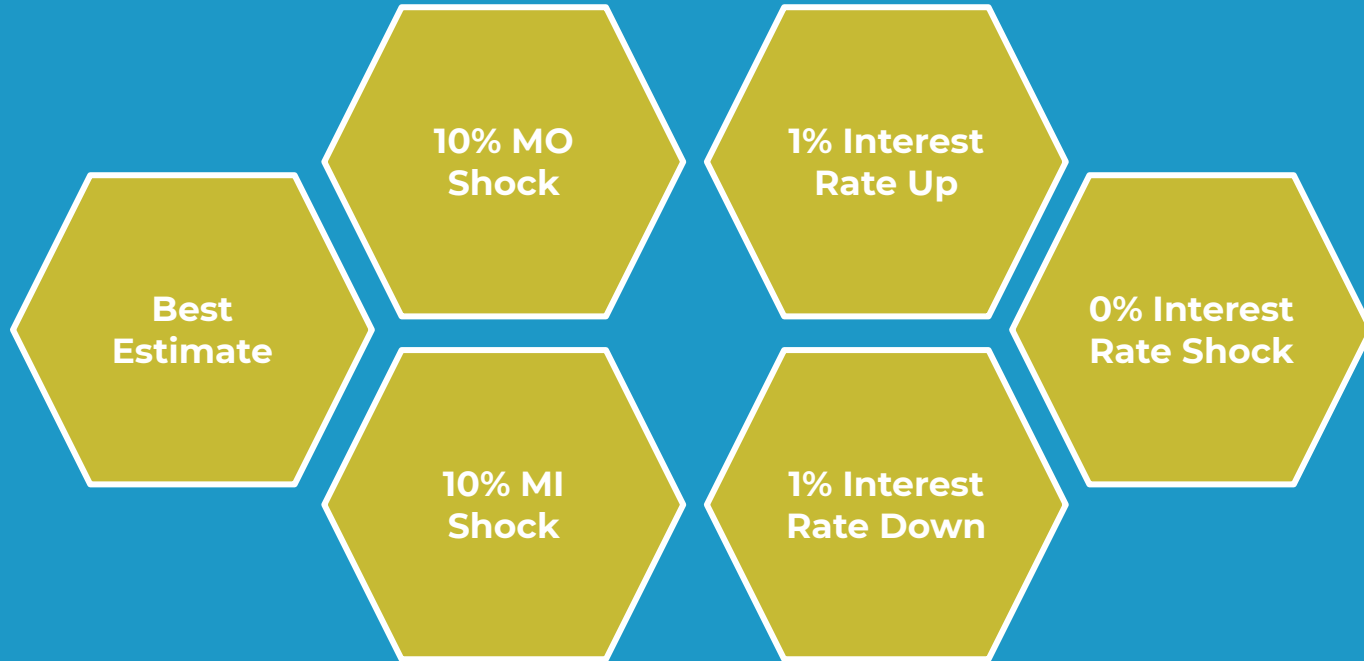 Best
Estimate
10% MO
Shock
10% MI
Shock
1% Interest
Rate Up
1% Interest
Rate Down
0% Interest
Rate Shock